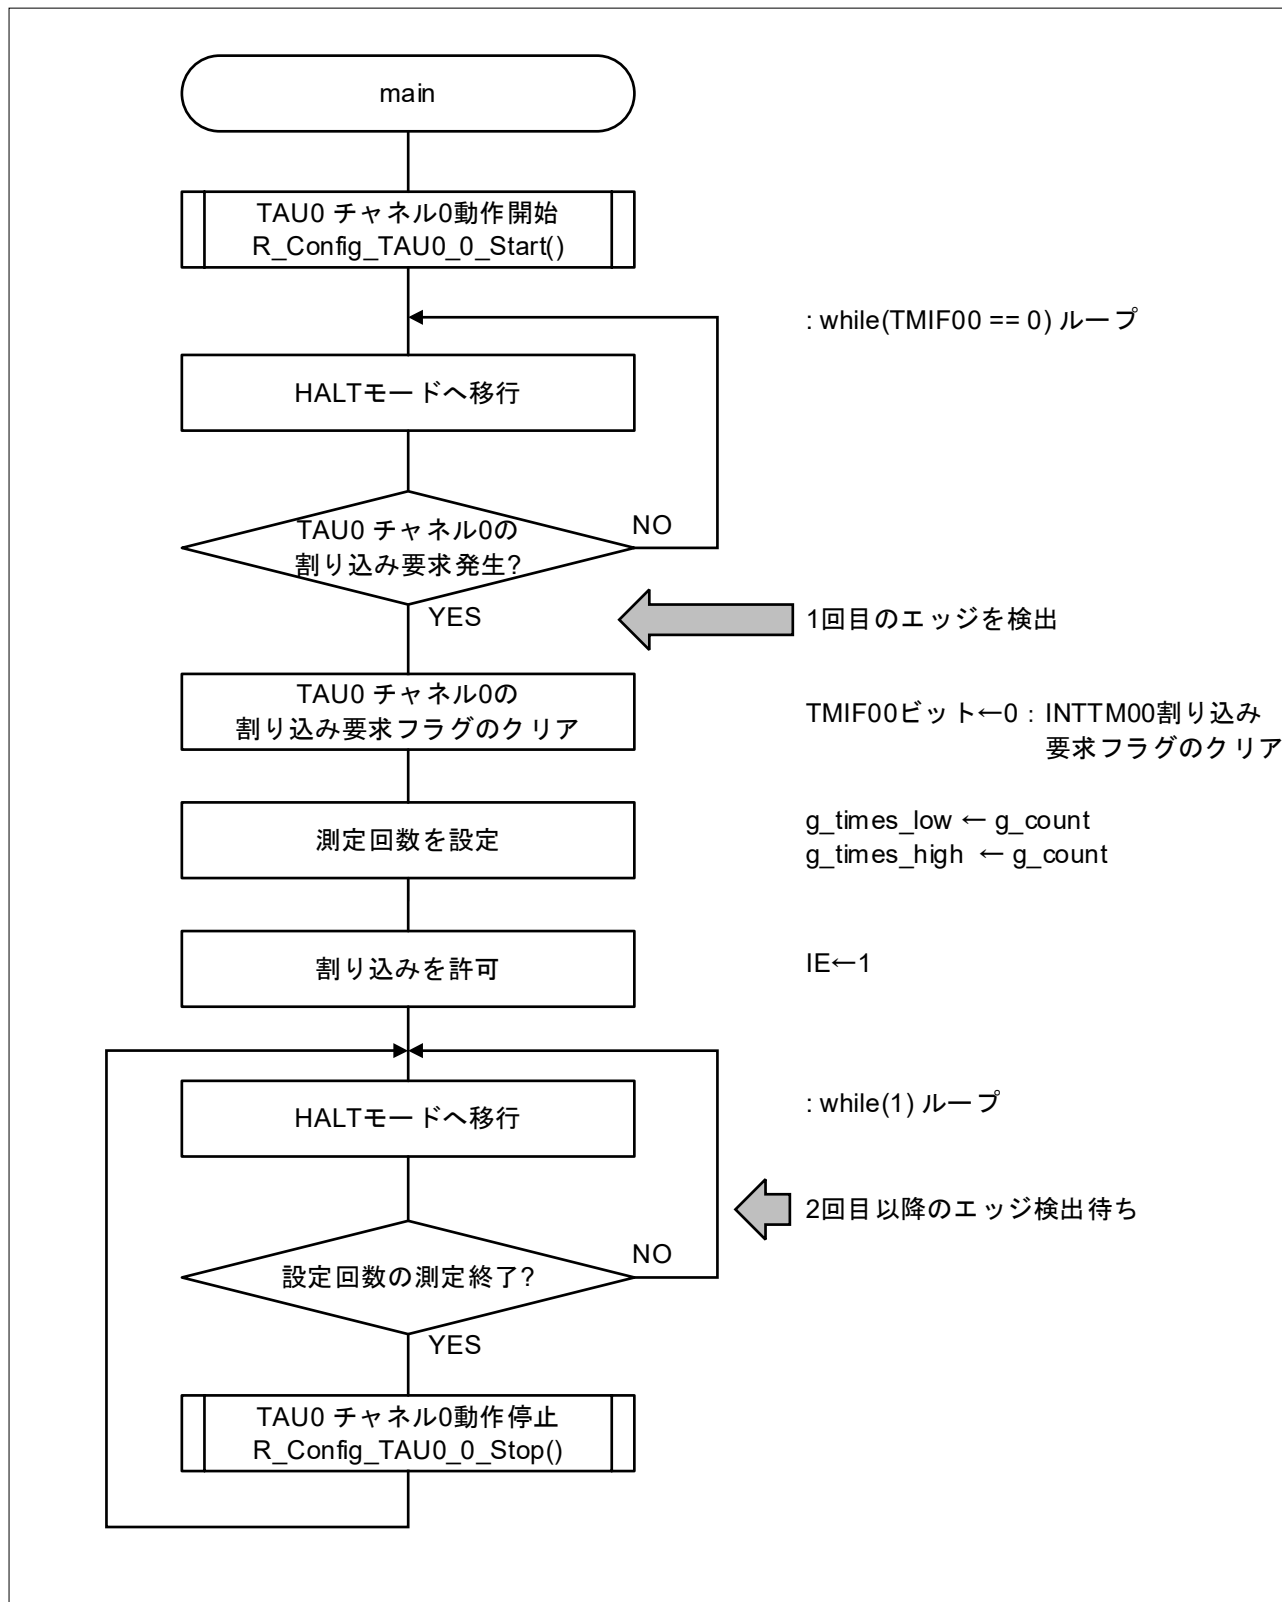 main
TAU0 チャネル0動作開始
R_Config_TAU0_0_Start()
: while(TMIF00 == 0) ループ
HALTモードへ移行
TAU0 チャネル0の
割り込み要求発生?
NO
YES
1回目のエッジを検出
TAU0 チャネル0の
割り込み要求フラグのクリア
TMIF00ビット←0：INTTM00割り込み
要求フラグのクリア
測定回数を設定
g_times_low ← g_count
g_times_high ← g_count
割り込みを許可
IE←1
HALTモードへ移行
: while(1) ループ
2回目以降のエッジ検出待ち
設定回数の測定終了?
NO
YES
TAU0 チャネル0動作停止
R_Config_TAU0_0_Stop()